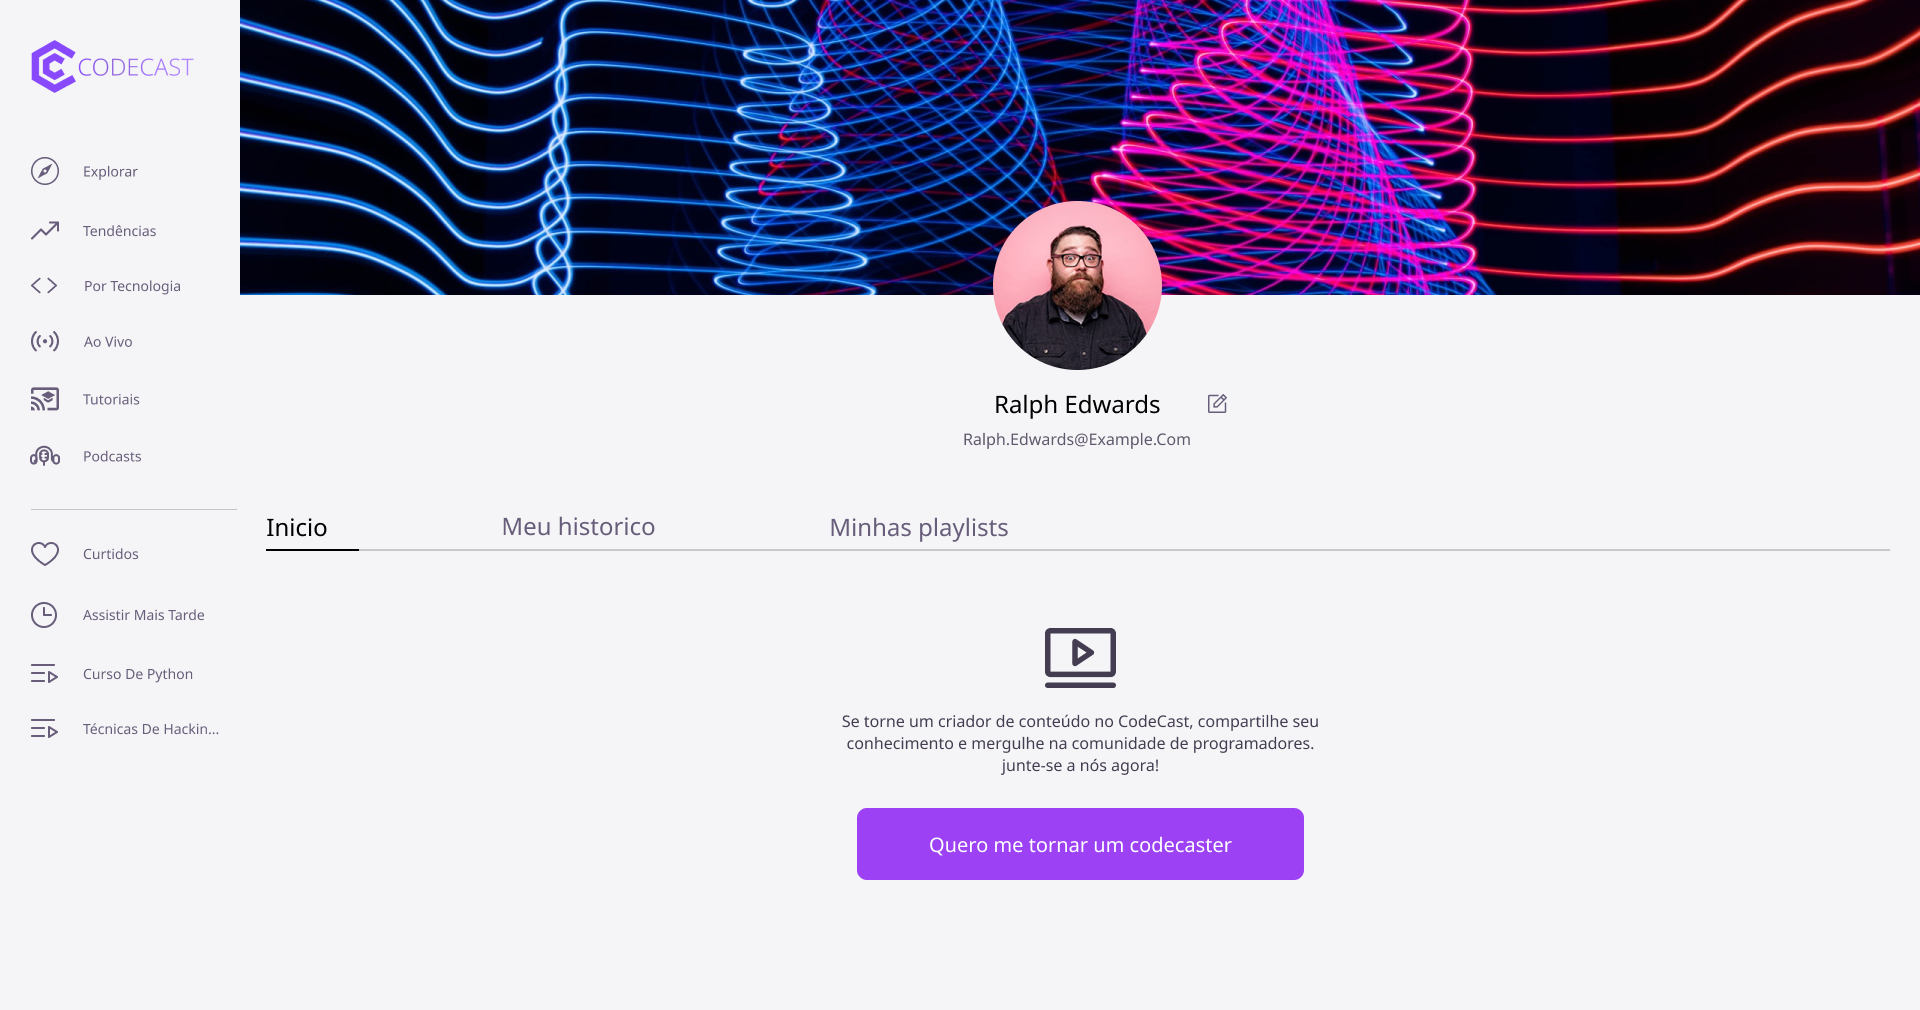 CODECAST
Explorar
Tendências
Por Tecnologia
Ao Vivo
Tutoriais
Podcasts
Curtidos
Assistir Mais Tarde
Curso De Python
Técnicas De Hackin...
Ralph Edwards
Ralph.Edwards@Example.Com
Inicio
Meu historico
Minhas playlists
Se torne um criador de conteúdo no CodeCast, compartilhe seu
conhecimento e mergulhe na comunidade de programadores.
junte-se a nós agora!
Quero me tornar um codecaster